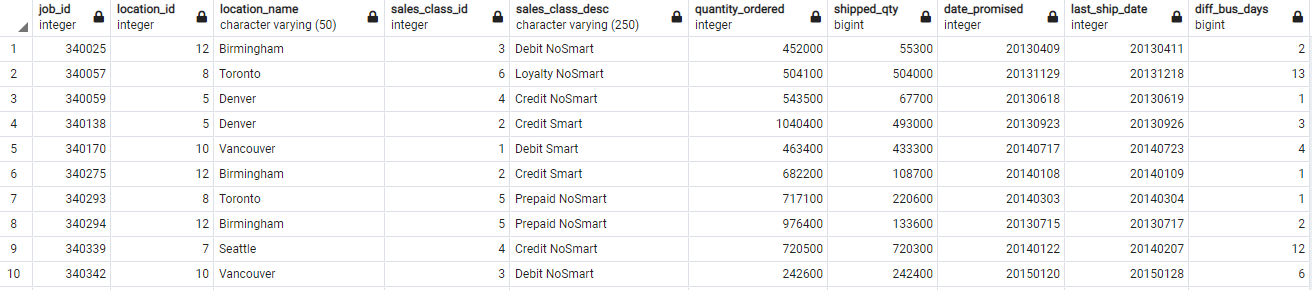 job_id location_id location_name sales_class_id sales_class_desc quantity_ordered shipped_qty date_promised last_ship_date diff_bus_days
integer integer character varying (50) integer character varying (250) integer bigint integer integer bigint
1 340025 12 Birmingham 3 Debit NoSmart 452000 55300 20130409 20130411 2
2 340057 8 Toronto 6 Loyalty NoSmart 504100 504000 20131129 20131218 13
3 340059 5 Denver 4 Credit NoSmart 543500 67700 20130618 20130619 1
4 340138 5 Denver 2 Credit Smart 1040400 493000 20130923 20130926 3
5 340170 10 Vancouver 1 Debit Smart 463400 433300 20140717 20140723 4
6 340275 12 Birmingham 2 Credit Smart 682200 108700 20140108 20140109 1
7 340293 8 Toronto 5 Prepaid NoSmart 717100 220600 20140303 20140304 1
8 340294 12 Birmingham 5 Prepaid NoSmart 976400 133600 20130715 20130717 2
9 340339 7 Seattle 4 Credit NoSmart 720500 720300 20140122 20140207 12
10 340342 10 Vancouver 3 Debit NoSmart 242600 242400 20150120 20150128 6